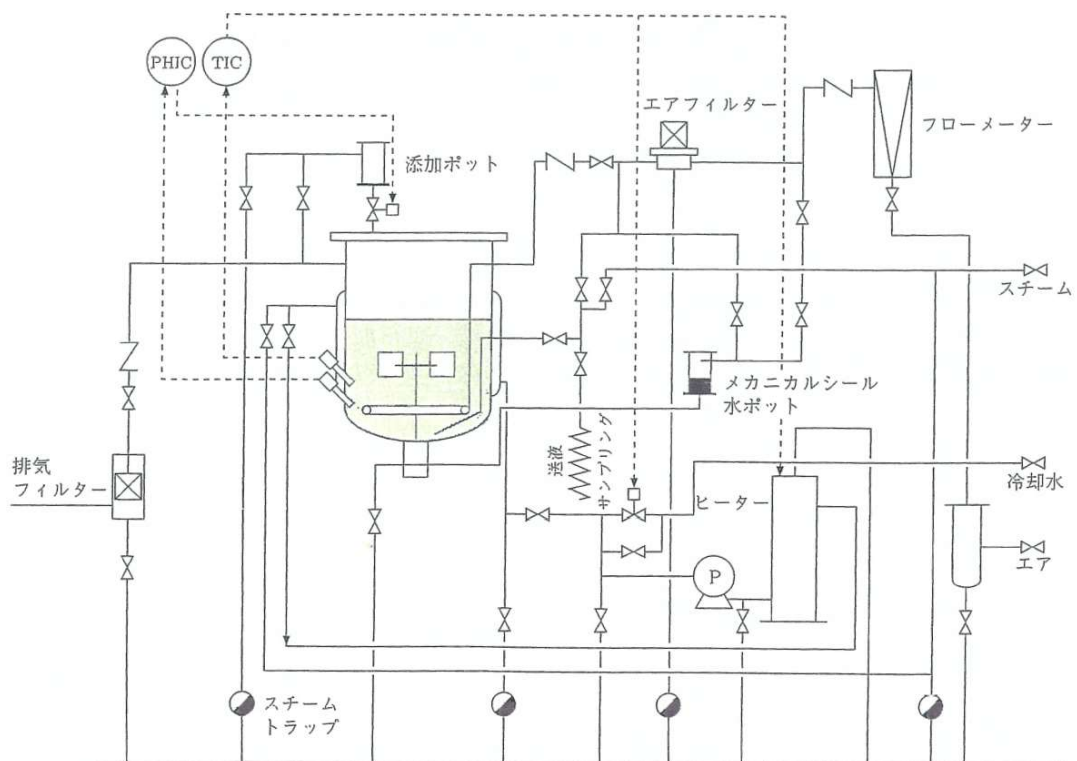 PHIC
TIC
エアフィルター
フローメーター
添加ポット
スチーム
メカニカルシール
水ポット
送液
サンプリング
排気
フィルター
冷却水
ヒーター
エア
P
スチーム
トラップ